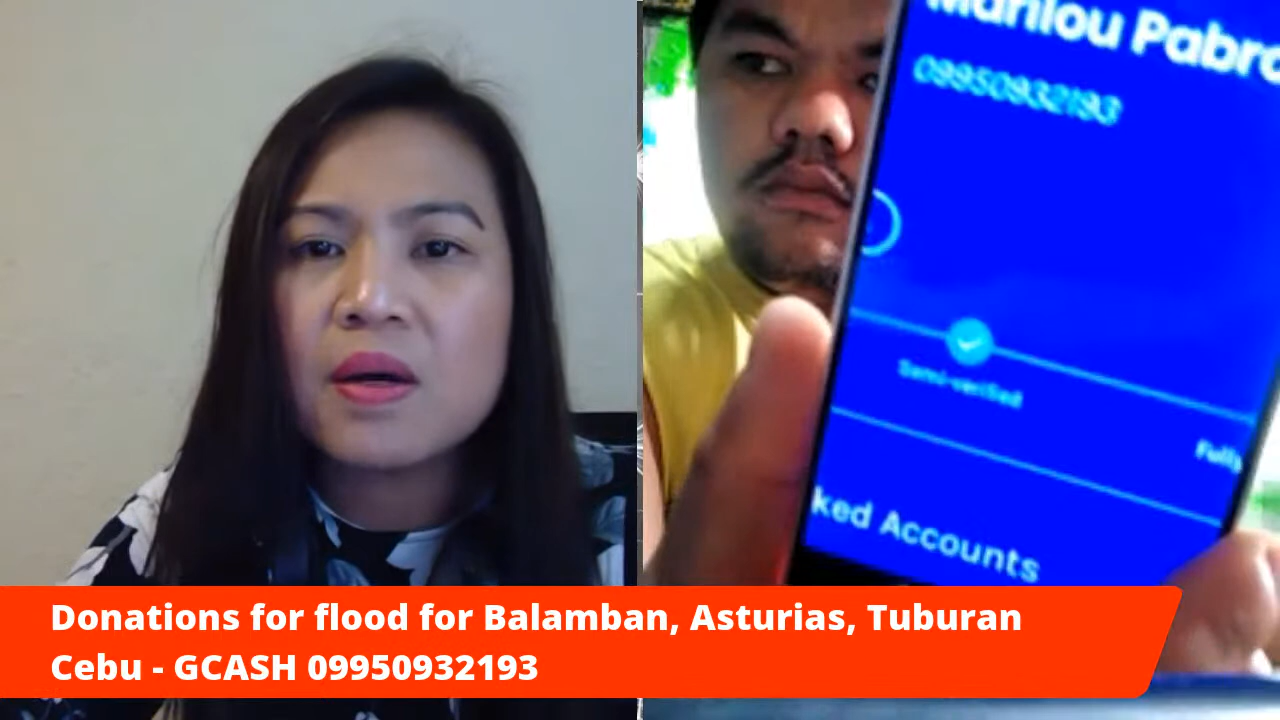 Marilou Pabro
09950932193
Semi-verified
Fully
ked Accounts
Donations for flood for Balamban, Asturias, Tuburan
Cebu - GCASH 09950932193